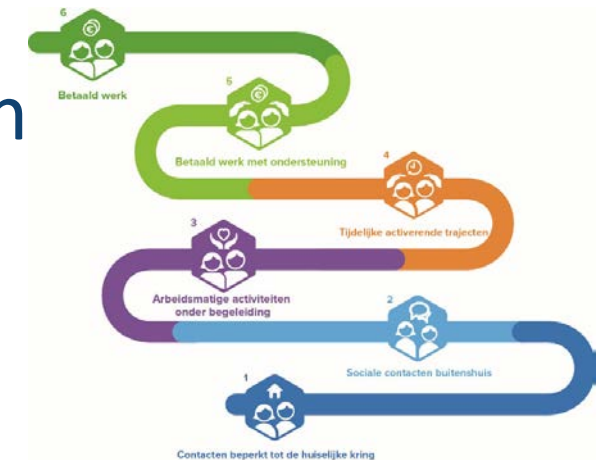 6
Betaald werk
n
5
Betaald werk met ondersteuning
4
Tijdelijke activerende trajecten
3
Arbeidsmatige activiteiten
onder begeleiding
2
Sociale contacten buitenshuis
1
Contacten beperkt tot de huiselijke kring